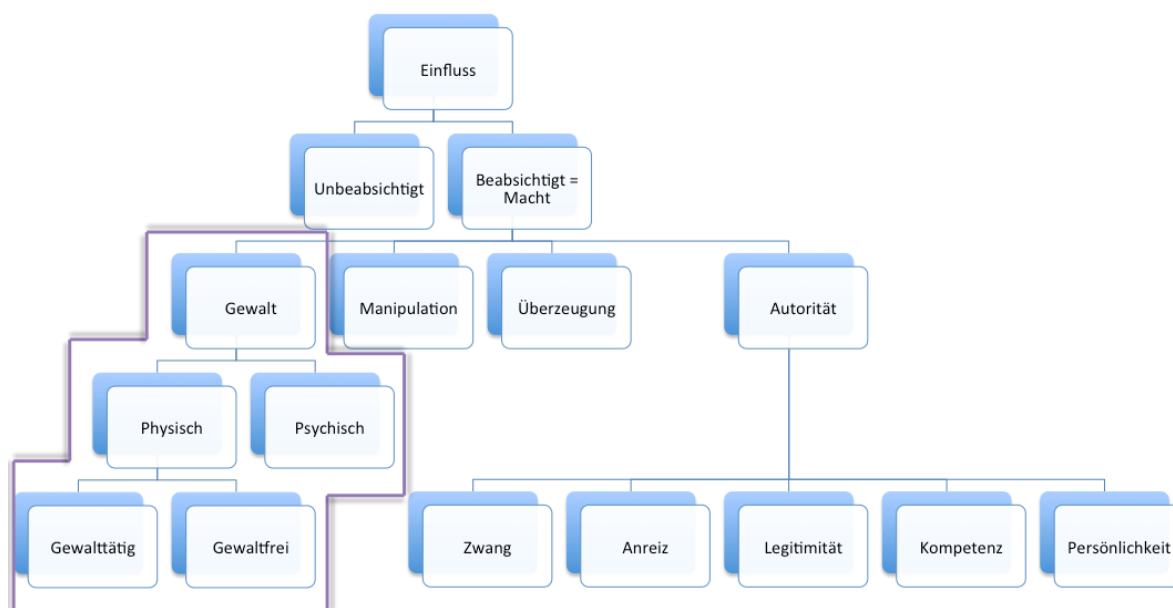 Einfluss
Unbeabsichtigt
Beabsichtigt =
Macht
Gewalt
Manipulation
Überzeugung
Autorität
Physisch
Psychisch
Gewalttätig
Gewaltfrei
Zwang
Anreiz
Legitimität
Kompetenz
Persönlichkeit